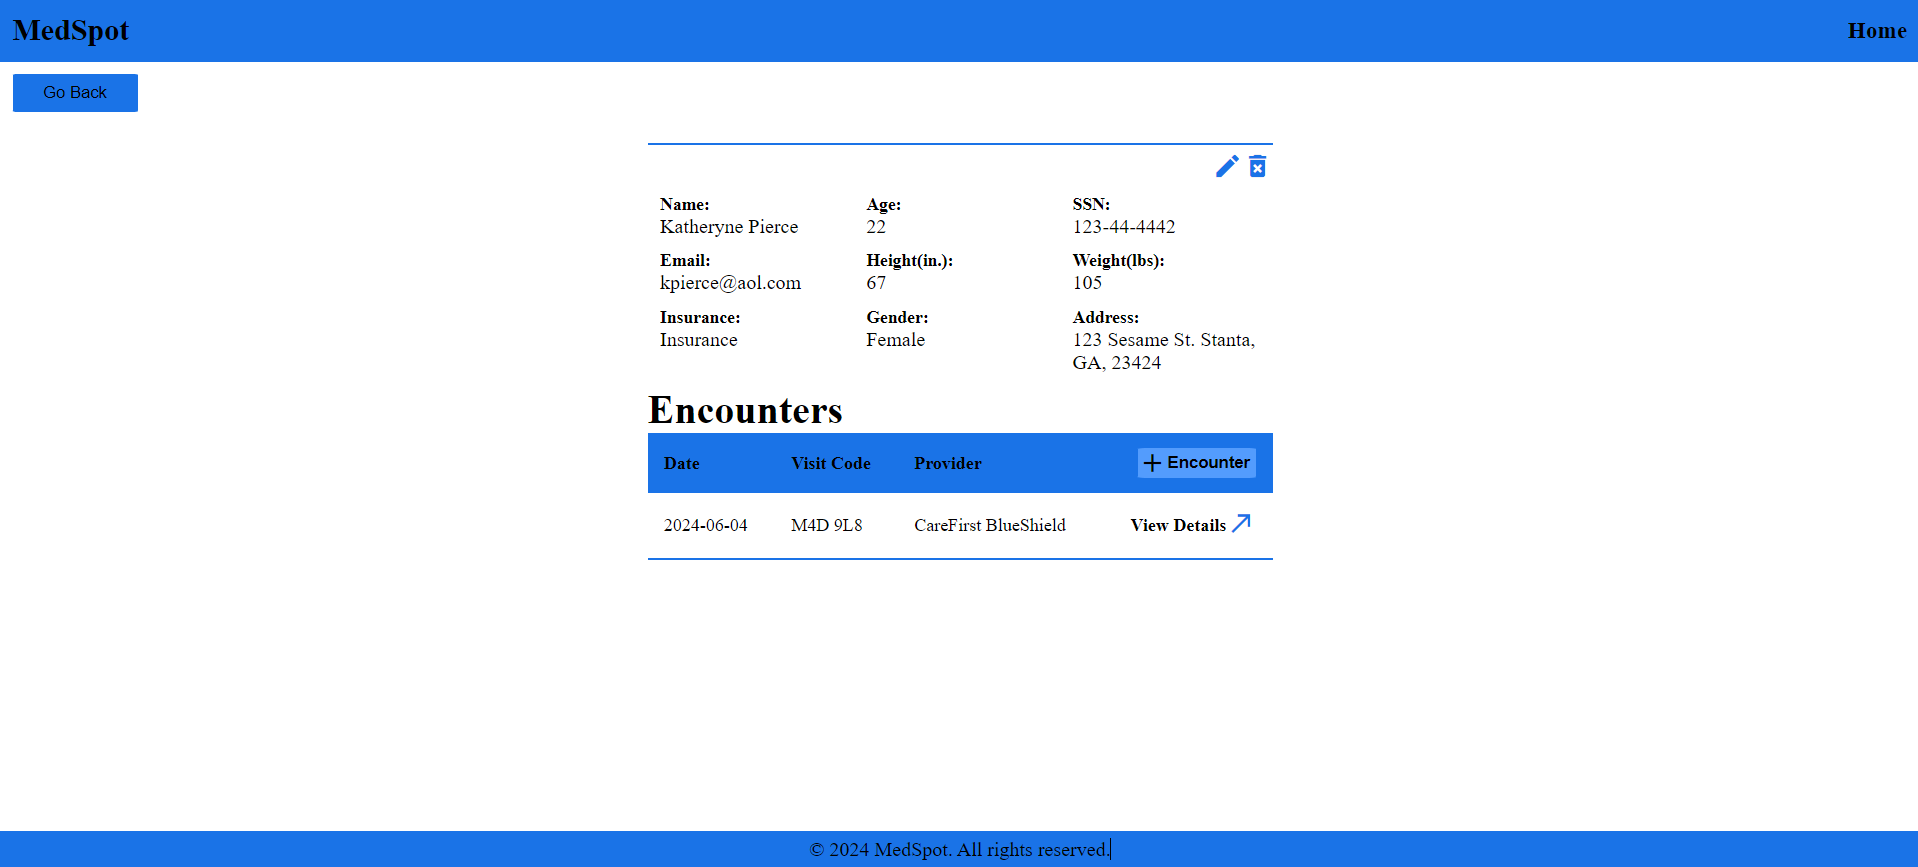 MedSpot
Home
Go Back
Name:
Katheryne Pierce
Age:
22
SSN:
123-44-4442
Email:
kpierce@aol.com
Height(in.):
67
Weight(lbs):
105
Insurance:
Insurance
Gender:
Female
Address:
123 Sesame St. Stanta,
GA, 23424
Encounters
Date Visit Code Provider + Encounter
2024-06-04 M4D 9L8 CareFirst BlueShield View Details
© 2024 MedSpot. All rights reserved.